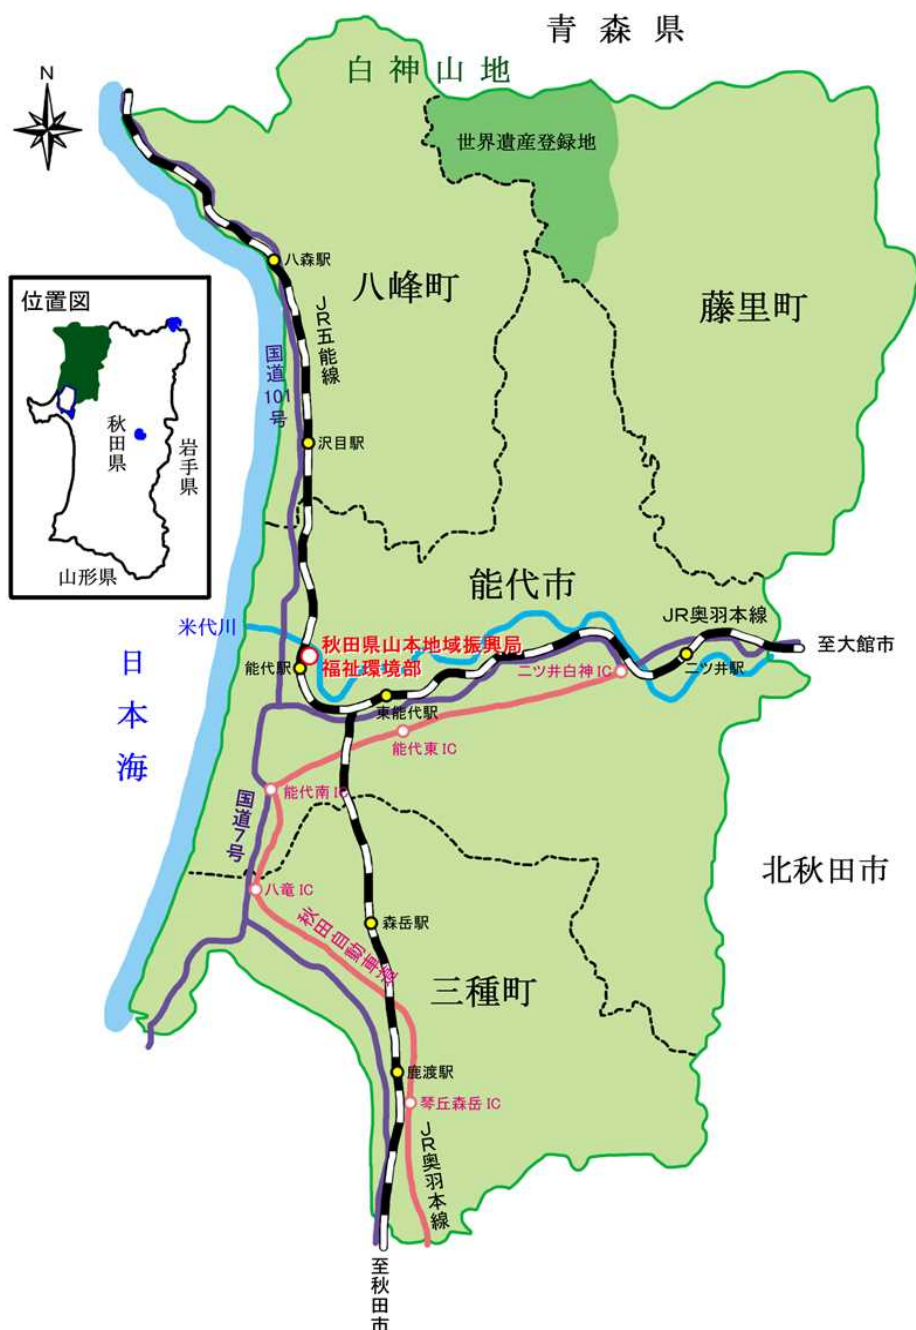 青森県
白神山地
N
世界遺産登録地
八森駅
八峰町
藤里町
JR五能線
国道101号
位置図
秋田県
岩手県
山形県
沢目駅
能代市
米代川
JR奥羽本線
至大館市
秋田県山本地域振興局
福祉環境部
能代駅
二ツ井白神IC
二ツ井駅
日本海
東能代駅
能代東IC
能代南IC
国道7号
北秋田市
八竜IC
森岳駅
秋田自動車道
三種町
鹿渡駅
琴丘森岳IC
JR奥羽本線
至秋田市